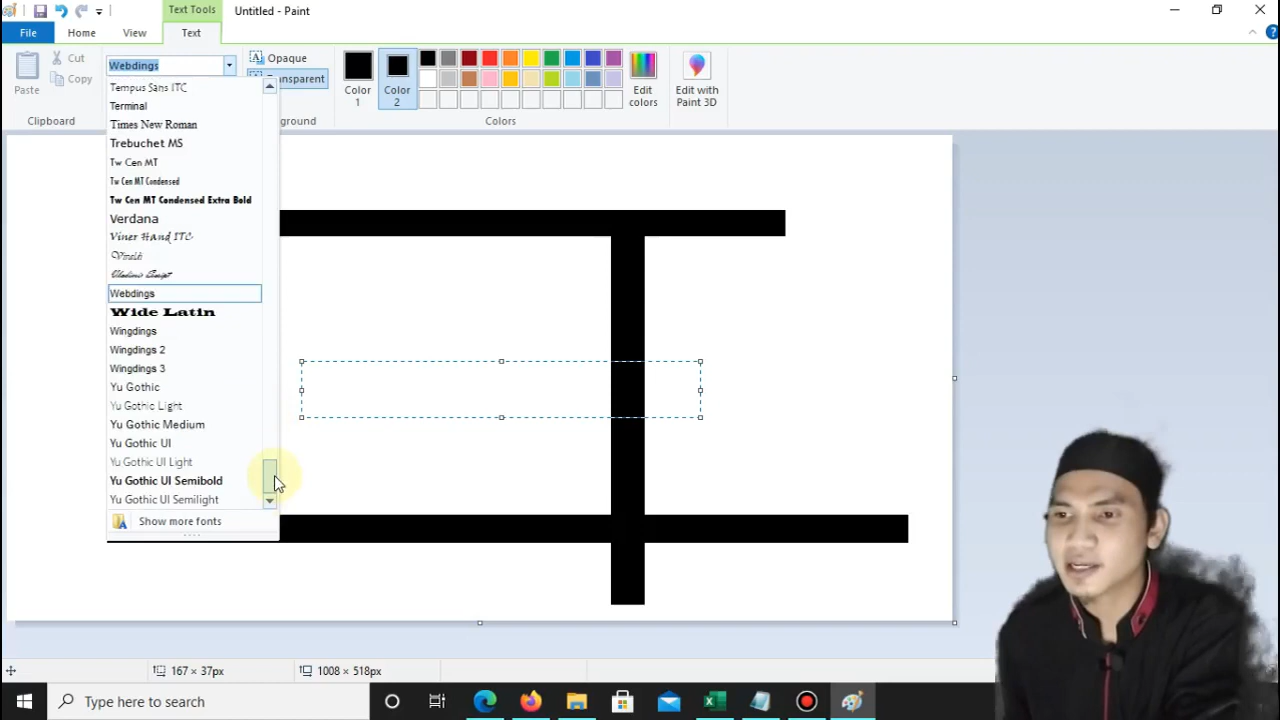 Text Tools
Untitled - Paint
File
Home
View
Text
Paste
Cut
Copy
Clipboard
Webdings
Opaque
Transparent
Color 1
Color 2
Edit colors
Edit with Paint 3D
Colors
Tempus Sans ITC
Terminal
Times New Roman
Trebuchet MS
Tw Cen MT
Tw Cen MT Condensed
Tw Cen MT Condensed Extra Bold
Verdana
Viner Hand ITC
Vivaldi
Vladimir Script
Webdings
Wide Latin
Wingdings
Wingdings 2
Wingdings 3
Yu Gothic
Yu Gothic Light
Yu Gothic Medium
Yu Gothic UI
Yu Gothic UI Light
Yu Gothic UI Semibold
Yu Gothic UI Semilight
Show more fonts
167 × 37px
1008 × 518px
Type here to search